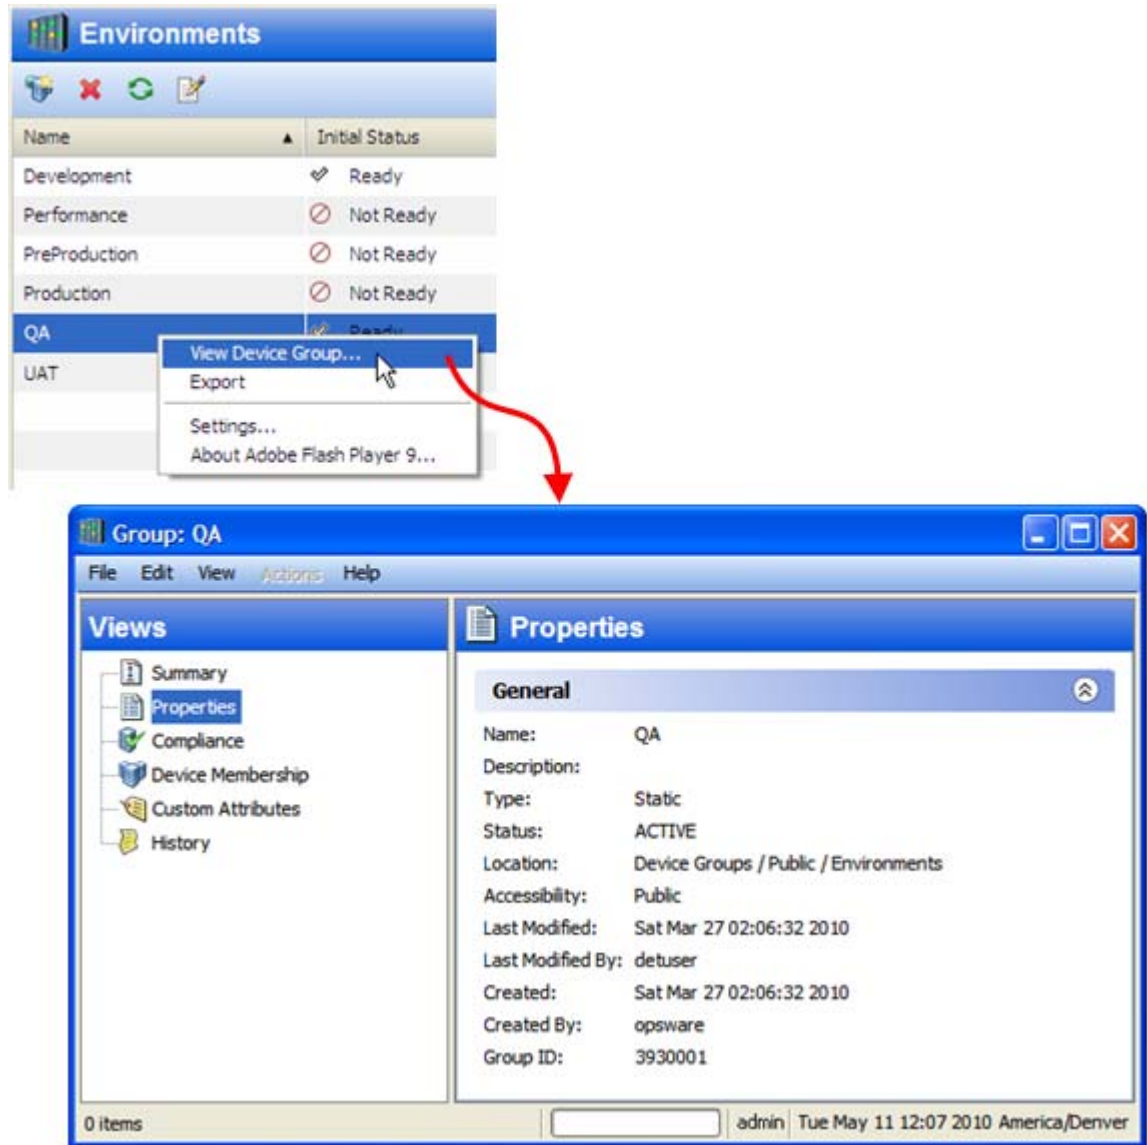 Environments
Name Initial Status
Development Ready
Performance Not Ready
PreProduction Not Ready
Production Not Ready
QA Ready
UAT
View Device Group...
Export
Settings...
About Adobe Flash Player 9...
Group: QA
File Edit View Actions Help
Views
Summary
Properties
Compliance
Device Membership
Custom Attributes
History
Properties
General
Name: QA
Description:
Type: Static
Status: ACTIVE
Location: Device Groups / Public / Environments
Accessibility: Public
Last Modified: Sat Mar 27 02:06:32 2010
Last Modified By: detuser
Created: Sat Mar 27 02:06:32 2010
Created By: opsware
Group ID: 3930001
0 items admin Tue May 11 12:07 2010 America/Denver